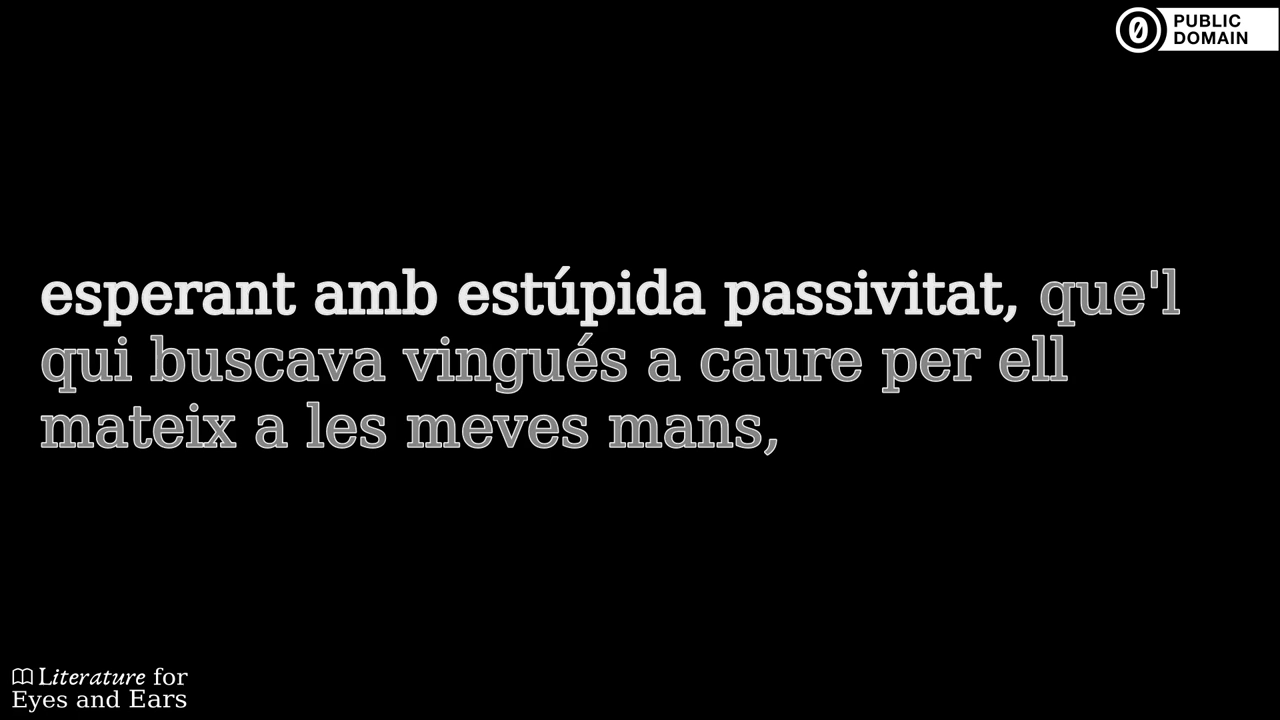 PUBLIC
DOMAIN
esperant amb estúpida passivitat, que'l
qui buscava vingués a caure per ell
mateix a les meves mans,
Literature for
Eyes and Ears